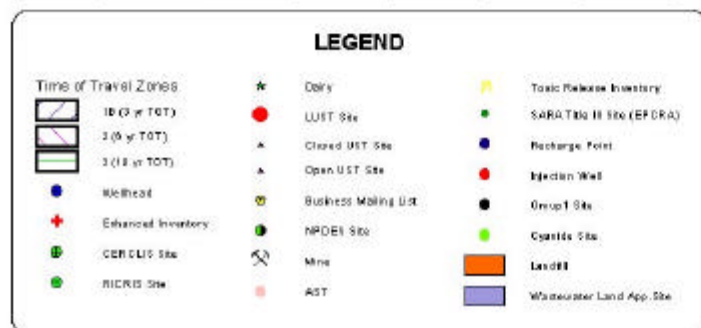 LEGEND
Time of Travel Zones
1B (3 yr TOT)
2 (6 yr TOT)
3 (10 yr TOT)
Wellhead
Enhanced Inventory
CERCLIS Site
RICRIS Site
Dairy
LUST Site
Closed UST Site
Open UST Site
Business Mailing List
NPDES Site
Mine
AST
Toxic Release Inventory
SARA Title III Site (EPCRA)
Recharge Point
Injection Well
Group1 Site
Cyanide Site
Landfill
Wastewater Land App. Site